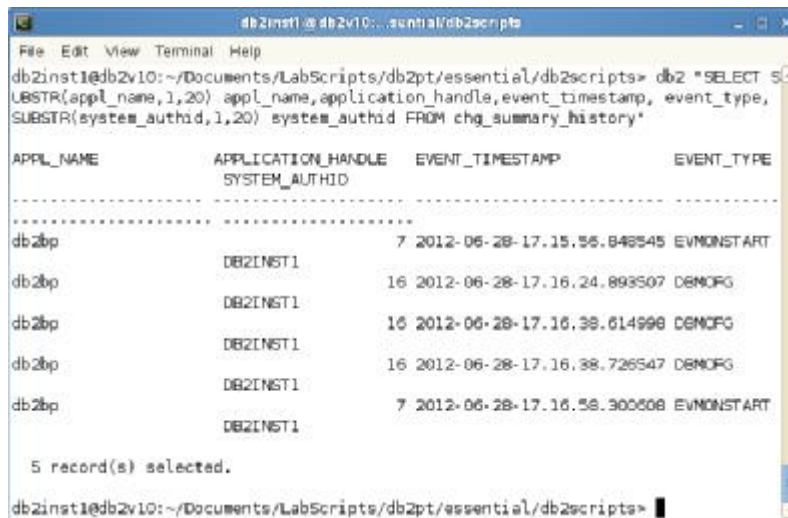 db2inst1@db2v10:...sential/db2scripts
File Edit View Terminal Help
db2inst1@db2v10:~/Documents/LabScripts/db2pt/essential/db2scripts> db2 "SELECT S
UBSTR(appl_name,1,20) appl_name,application_handle,event_timestamp, event_type,
SUBSTR(system_authid,1,20) system_authid FROM chg_summary_history"
APPL_NAME APPLICATION_HANDLE EVENT_TIMESTAMP EVENT_TYPE
SYSTEM_AUTHID
-------------------- -------------------- -------------------------- -----------
--------------------- --------------------
db2bp 7 2012-06-28-17.15.56.848545 EVMONSTART
DB2INST1
db2bp 16 2012-06-28-17.16.24.893507 DBMCFG
DB2INST1
db2bp 16 2012-06-28-17.16.38.614998 DBMCFG
DB2INST1
db2bp 16 2012-06-28-17.16.38.726547 DBMCFG
DB2INST1
db2bp 7 2012-06-28-17.16.58.300608 EVMONSTART
DB2INST1
5 record(s) selected.
db2inst1@db2v10:~/Documents/LabScripts/db2pt/essential/db2scripts>